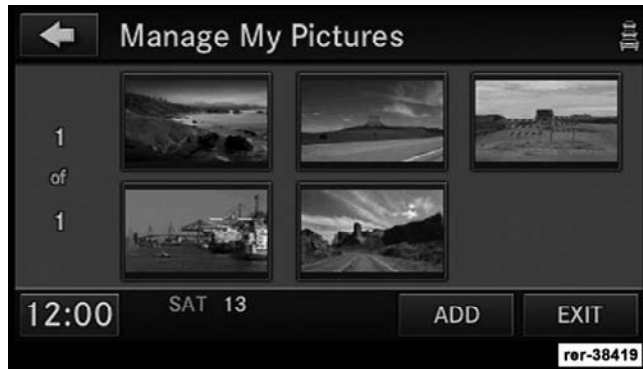 Manage My Pictures
1
of
1
12:00
SAT 13
ADD
EXIT
rer-38419